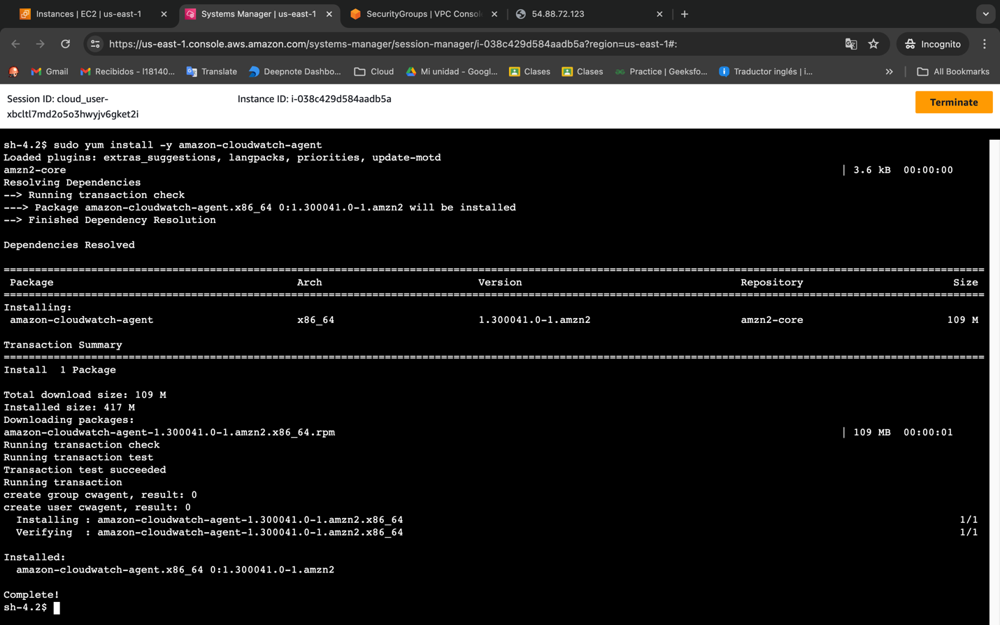 Instances | EC2 | us-east-1
Systems Manager | us-east-1
SecurityGroups | VPC Consol
54.88.72.123
https://us-east-1.console.aws.amazon.com/systems-manager/session-manager/i-038c429d584aadb5a?region=us-east-1#:
Incognito
Gmail
Recibidos - l18140...
Translate
Deepnote Dashbo...
Cloud
Mi unidad - Googl...
Clases
Clases
Practice | Geeksfo...
Traductor inglés | i...
All Bookmarks
Session ID: cloud_user-
xbcltl7md2o5o3hwyjv6gket2i
Instance ID: i-038c429d584aadb5a
Terminate
sh-4.2$ sudo yum install -y amazon-cloudwatch-agent
Loaded plugins: extras_suggestions, langpacks, priorities, update-motd
amzn2-core | 3.6 kB 00:00:00
Resolving Dependencies
--> Running transaction check
---> Package amazon-cloudwatch-agent.x86_64 0:1.300041.0-1.amzn2 will be installed
--> Finished Dependency Resolution
Dependencies Resolved
Package Arch Version Repository Size
Installing:
amazon-cloudwatch-agent x86_64 1.300041.0-1.amzn2 amzn2-core 109 M
Transaction Summary
Install 1 Package
Total download size: 109 M
Installed size: 417 M
Downloading packages:
amazon-cloudwatch-agent-1.300041.0-1.amzn2.x86_64.rpm | 109 MB 00:00:01
Running transaction check
Running transaction test
Transaction test succeeded
Running transaction
create group cwagent, result: 0
create user cwagent, result: 0
Installing : amazon-cloudwatch-agent-1.300041.0-1.amzn2.x86_64 1/1
Verifying : amazon-cloudwatch-agent-1.300041.0-1.amzn2.x86_64 1/1
Installed:
amazon-cloudwatch-agent.x86_64 0:1.300041.0-1.amzn2
Complete!
sh-4.2$